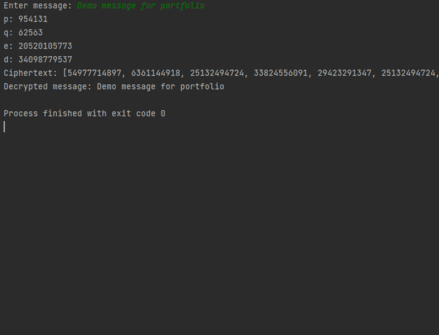 Enter message: Demo message for portfolio
p: 954131
q: 62563
e: 20520105773
d: 34098779537
Ciphertext: [54977714897, 6361144918, 25132494724, 33824556091, 29423291347, 25132494724,
Decrypted message: Demo message for portfolio
Process finished with exit code 0